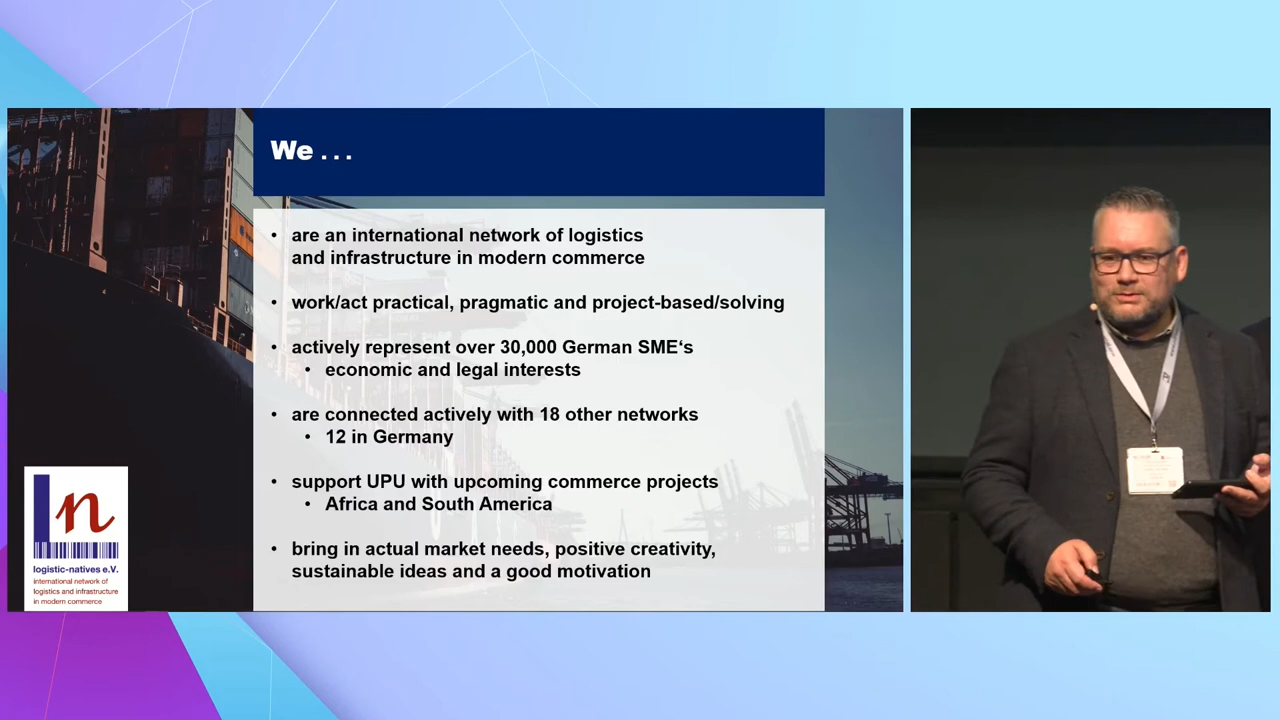 We . . .
• are an international network of logistics
and infrastructure in modern commerce
• work/act practical, pragmatic and project-based/solving
• actively represent over 30,000 German SME‘s
• economic and legal interests
• are connected actively with 18 other networks
• 12 in Germany
• support UPU with upcoming commerce projects
• Africa and South America
• bring in actual market needs, positive creativity,
sustainable ideas and a good motivation
Ln
logistic-natives e.V.
international network of
logistics and infrastructure
in modern commerce